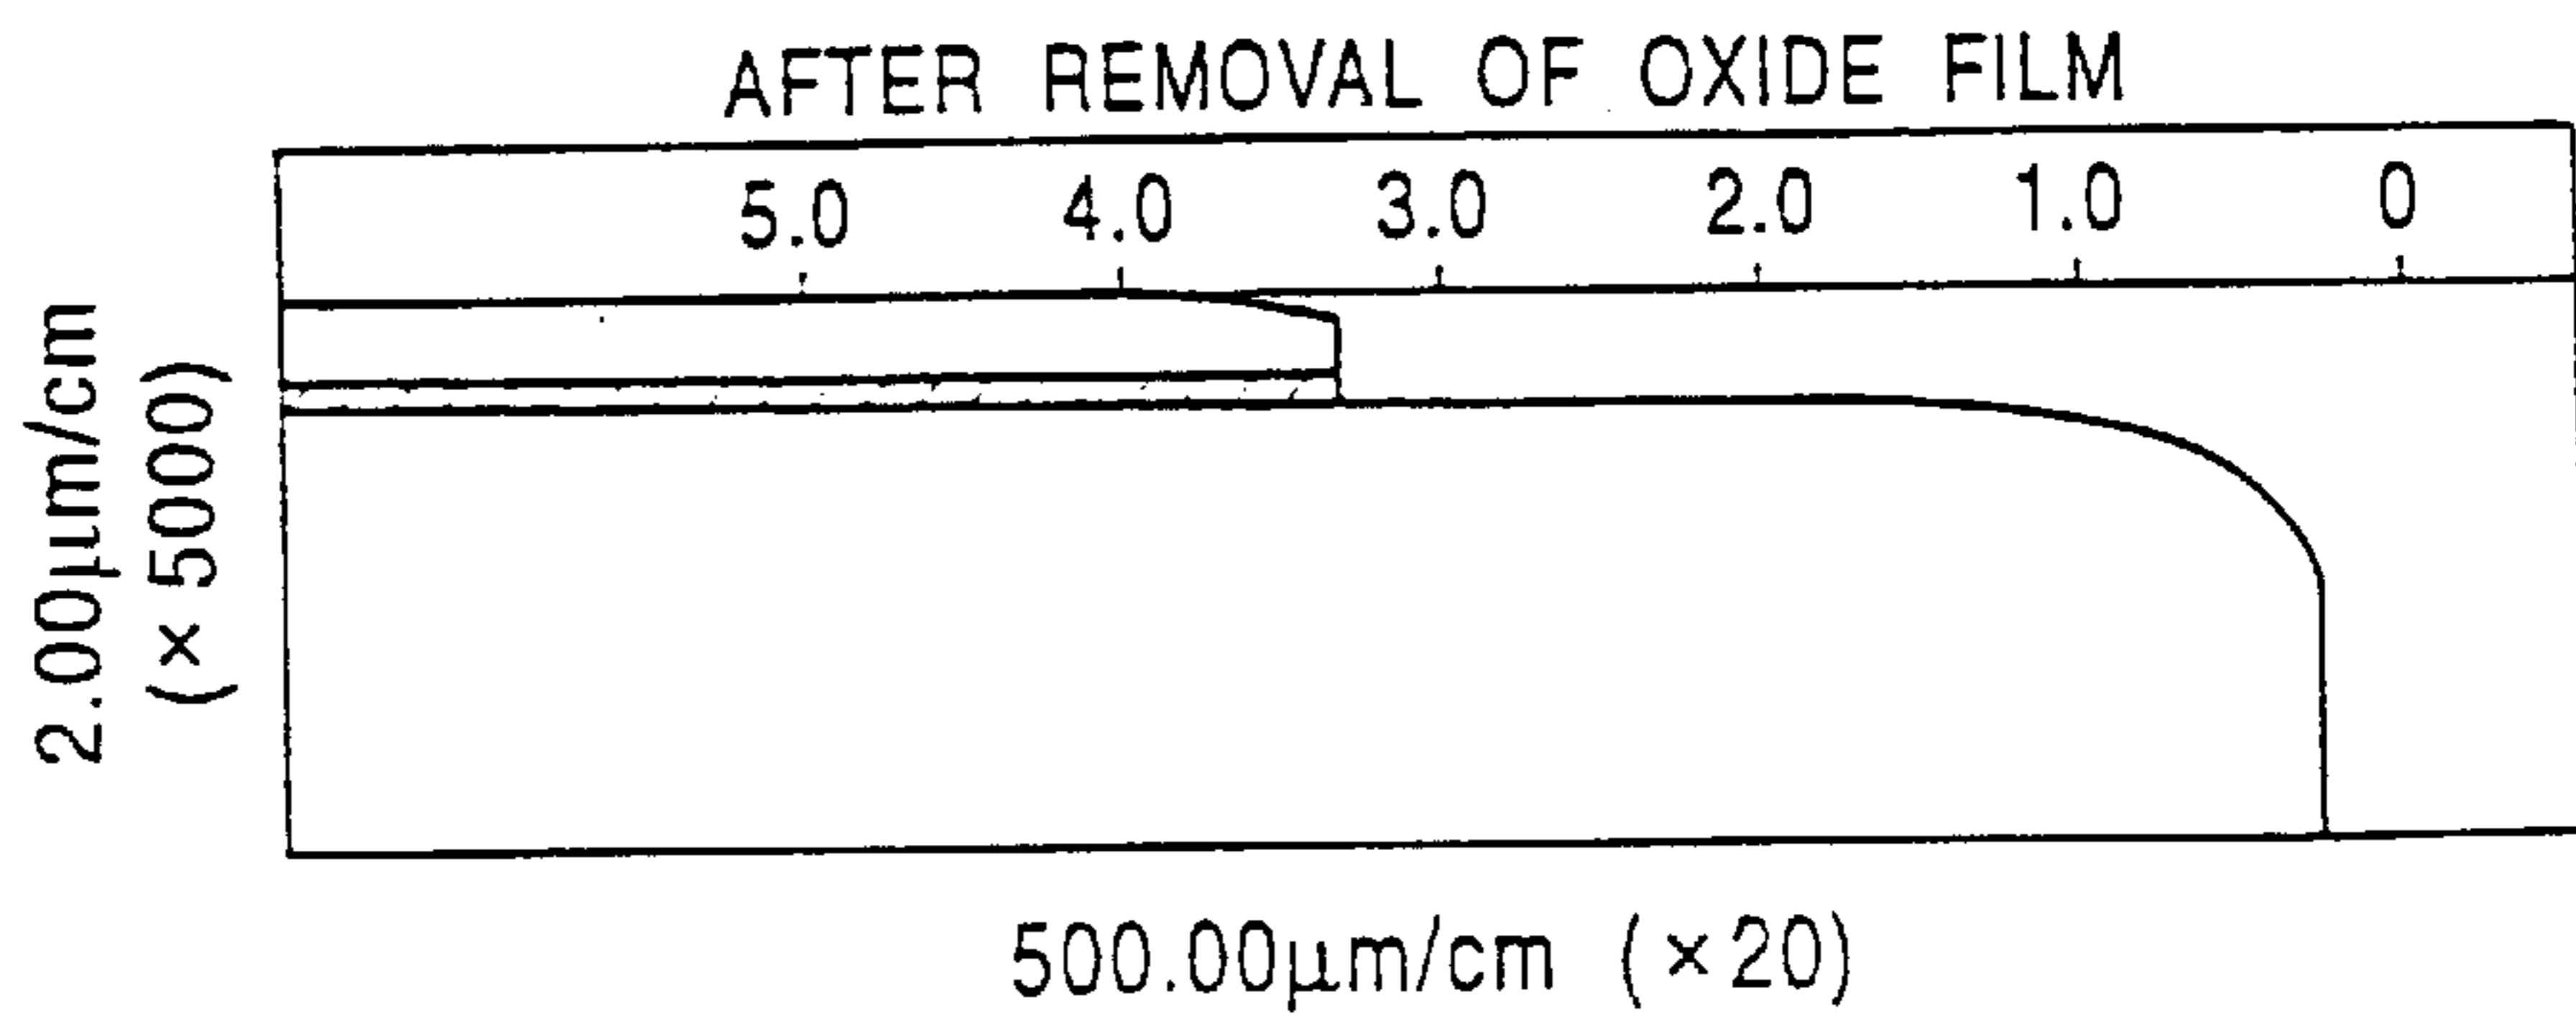 AFTER REMOVAL OF OXIDE FILM
5.0 4.0 3.0 2.0 1.0 0
2.00μm/cm
(×5000)
500.00μm/cm (×20)